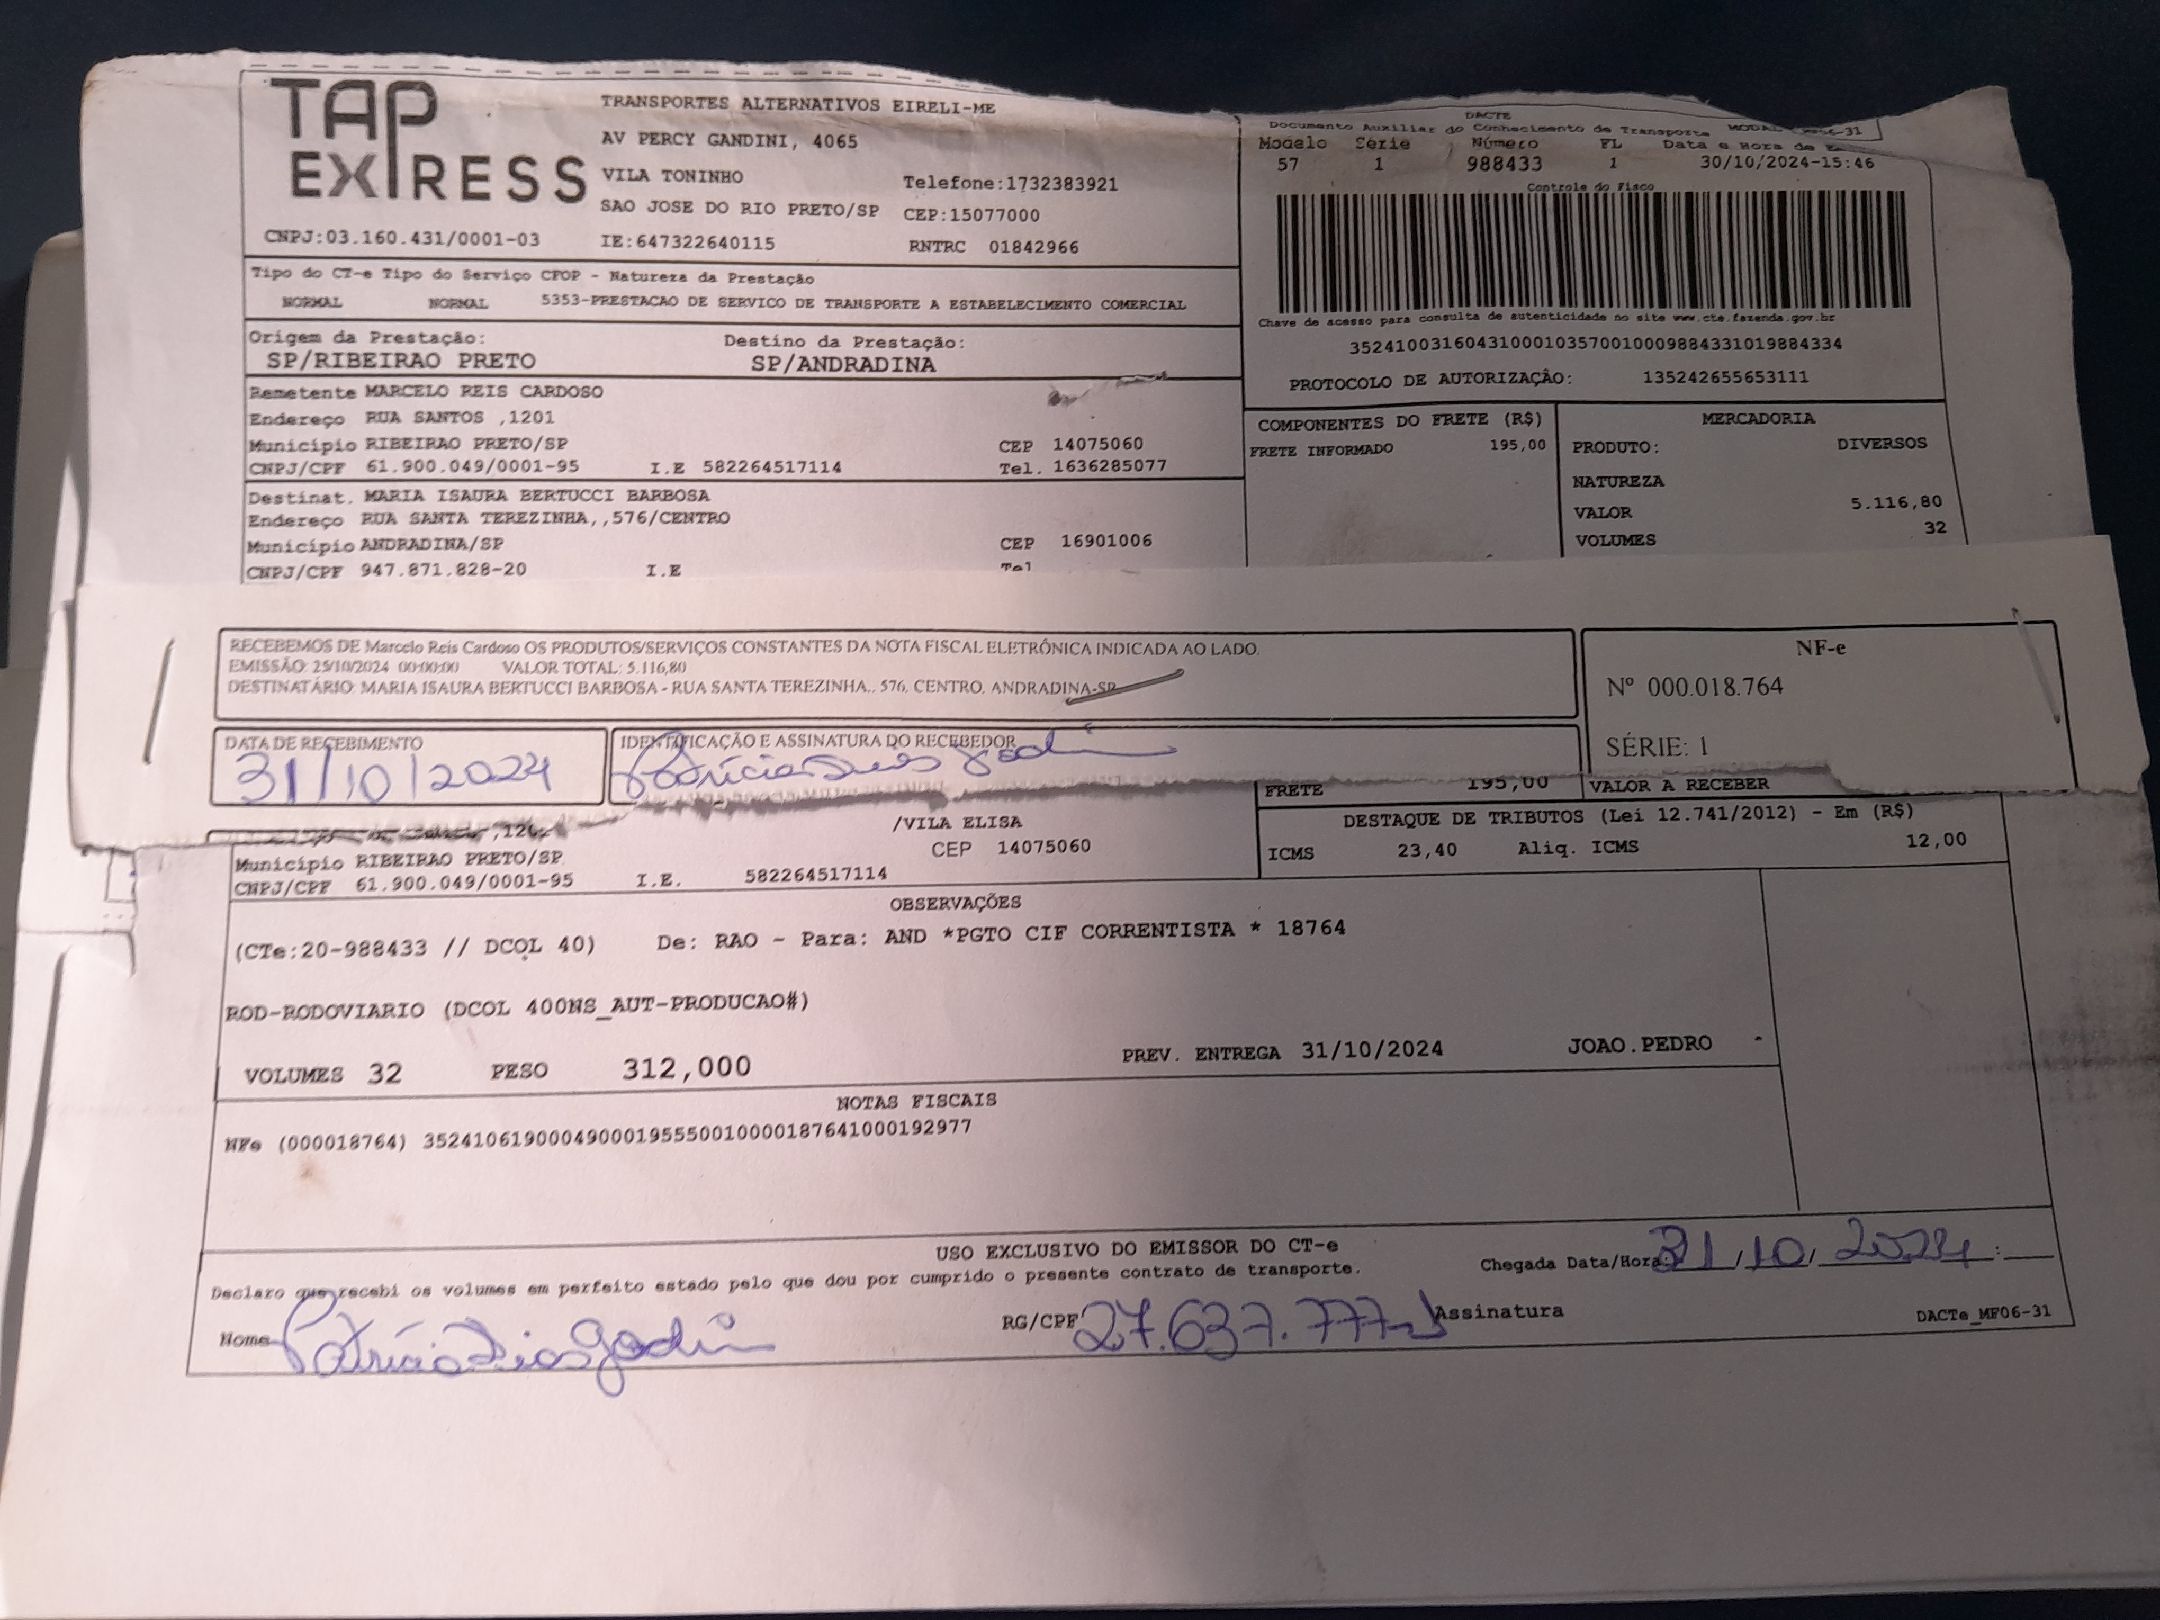 TAP EXPRESS
TRANSPORTES ALTERNATIVOS EIRELI-ME
AV PERCY GANDINI, 4065
VILA TONINHO Telefone:1732383921
SAO JOSE DO RIO PRETO/SP CEP:15077000
CNPJ:03.160.431/0001-03 IE:647322640115 RNTRC 01842966
DACTE
Documento Auxiliar do Conhecimento de Transporte MODAL MF06-31
Modelo Série Número FL Data e Hora de
57 1 988433 1 30/10/2024-15:46
Controle do Fisco
Chave de acesso para consulta de autenticidade no site www.cte.fazenda.gov.br
35241003160431000103570010009884331019884334
PROTOCOLO DE AUTORIZAÇÃO: 135242655653111
Tipo do CT-e Tipo do Serviço CFOP - Natureza da Prestação
NORMAL NORMAL 5353-PRESTACAO DE SERVICO DE TRANSPORTE A ESTABELECIMENTO COMERCIAL
Origem da Prestação: Destino da Prestação:
SP/RIBEIRAO PRETO SP/ANDRADINA
Remetente MARCELO REIS CARDOSO
Endereço RUA SANTOS ,1201
Município RIBEIRAO PRETO/SP CEP 14075060
CNPJ/CPF 61.900.049/0001-95 I.E 582264517114 Tel. 1636285077
Destinat. MARIA ISAURA BERTUCCI BARBOSA
Endereço RUA SANTA TEREZINHA,,576/CENTRO
Município ANDRADINA/SP CEP 16901006
CNPJ/CPF 947.871.828-20 I.E Tel
COMPONENTES DO FRETE (R$)
FRETE INFORMADO 195,00
MERCADORIA
PRODUTO: DIVERSOS
NATUREZA
VALOR 5.116,80
VOLUMES 32
RECEBEMOS DE Marcelo Reis Cardoso OS PRODUTOS/SERVIÇOS CONSTANTES DA NOTA FISCAL ELETRÔNICA INDICADA AO LADO.
EMISSÃO: 25/10/2024 00:00:00 VALOR TOTAL: 5.116,80
DESTINATÁRIO: MARIA ISAURA BERTUCCI BARBOSA - RUA SANTA TEREZINHA,, 576, CENTRO, ANDRADINA-SP
NF-e
Nº 000.018.764
SÉRIE: 1
DATA DE RECEBIMENTO
31/10/2024
IDENTIFICAÇÃO E ASSINATURA DO RECEBEDOR
Patrícia Dias Godin
FRETE 195,00 VALOR A RECEBER
/VILA ELISA
Município RIBEIRAO PRETO/SP CEP 14075060
CNPJ/CPF 61.900.049/0001-95 I.E. 582264517114
DESTAQUE DE TRIBUTOS (Lei 12.741/2012) - Em (R$)
ICMS 23,40 Aliq. ICMS 12,00
OBSERVAÇÕES
(CTe:20-988433 // DCOL 40) De: RAO - Para: AND *PGTO CIF CORRENTISTA * 18764
ROD-RODOVIARIO (DCOL 400NS_AUT-PRODUCAO#)
VOLUMES 32 PESO 312,000 PREV. ENTREGA 31/10/2024 JOAO.PEDRO
NOTAS FISCAIS
NFe (000018764) 35241061900049000195550010000187641000192977
USO EXCLUSIVO DO EMISSOR DO CT-e
Declaro que recebi os volumes em perfeito estado pelo que dou por cumprido o presente contrato de transporte.
Chegada Data/Hora: 31/10/2024 :
Nome Patrícia Dias Godin RG/CPF 27.637.777-1 Assinatura
DACTe_MF06-31